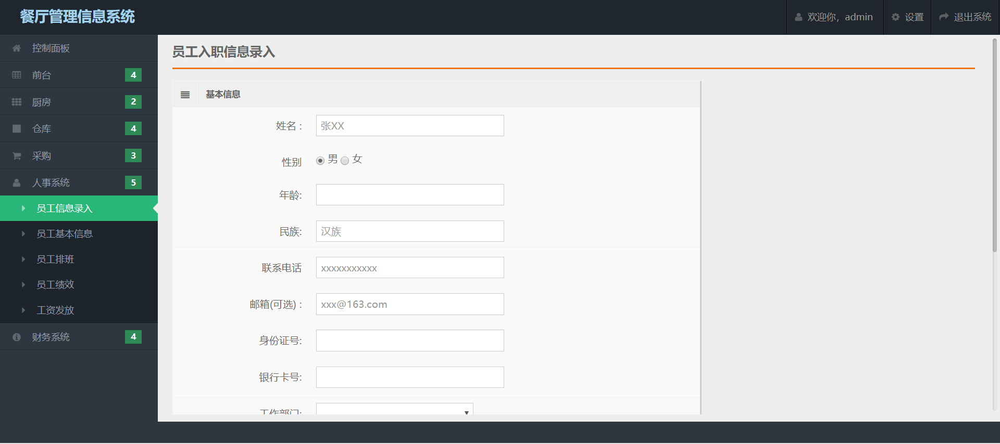 餐厅管理信息系统
欢迎你，admin
设置
退出系统
控制面板
前台 4
厨房 2
仓库 4
采购 3
人事系统 5
员工信息录入
员工基本信息
员工排班
员工绩效
工资发放
财务系统 4
员工入职信息录入
基本信息
姓名 : 张XX
性别 男 女
年龄:
民族: 汉族
联系电话 xxxxxxxxxxx
邮箱(可选) : xxx@163.com
身份证号:
银行卡号:
工作部门: